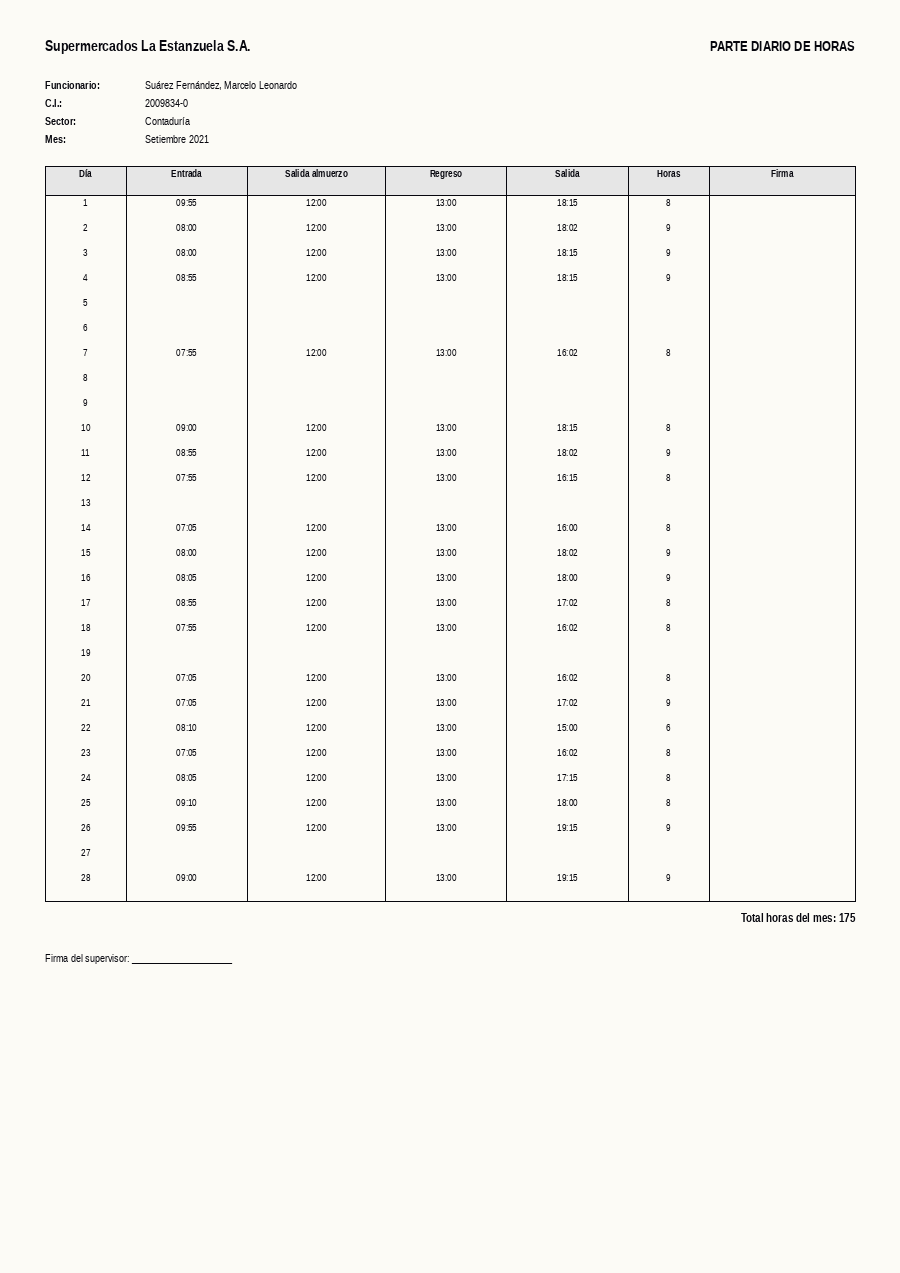 Supermercados La Estanzuela S.A. PARTE DIARIO DE HORAS
Funcionario: Suárez Fernández, Marcelo Leonardo
C.I.: 2009834-0
Sector: Contaduría
Mes: Setiembre 2021
Día Entrada Salida almuerzo Regreso Salida Horas Firma
1 09:55 12:00 13:00 18:15 8
2 08:00 12:00 13:00 18:02 9
3 08:00 12:00 13:00 18:15 9
4 08:55 12:00 13:00 18:15 9
5
6
7 07:55 12:00 13:00 16:02 8
8
9
10 09:00 12:00 13:00 18:15 8
11 08:55 12:00 13:00 18:02 9
12 07:55 12:00 13:00 16:15 8
13
14 07:05 12:00 13:00 16:00 8
15 08:00 12:00 13:00 18:02 9
16 08:05 12:00 13:00 18:00 9
17 08:55 12:00 13:00 17:02 8
18 07:55 12:00 13:00 16:02 8
19
20 07:05 12:00 13:00 16:02 8
21 07:05 12:00 13:00 17:02 9
22 08:10 12:00 13:00 15:00 6
23 07:05 12:00 13:00 16:02 8
24 08:05 12:00 13:00 17:15 8
25 09:10 12:00 13:00 18:00 8
26 09:55 12:00 13:00 19:15 9
27
28 09:00 12:00 13:00 19:15 9
Total horas del mes: 175
Firma del supervisor: ___________________